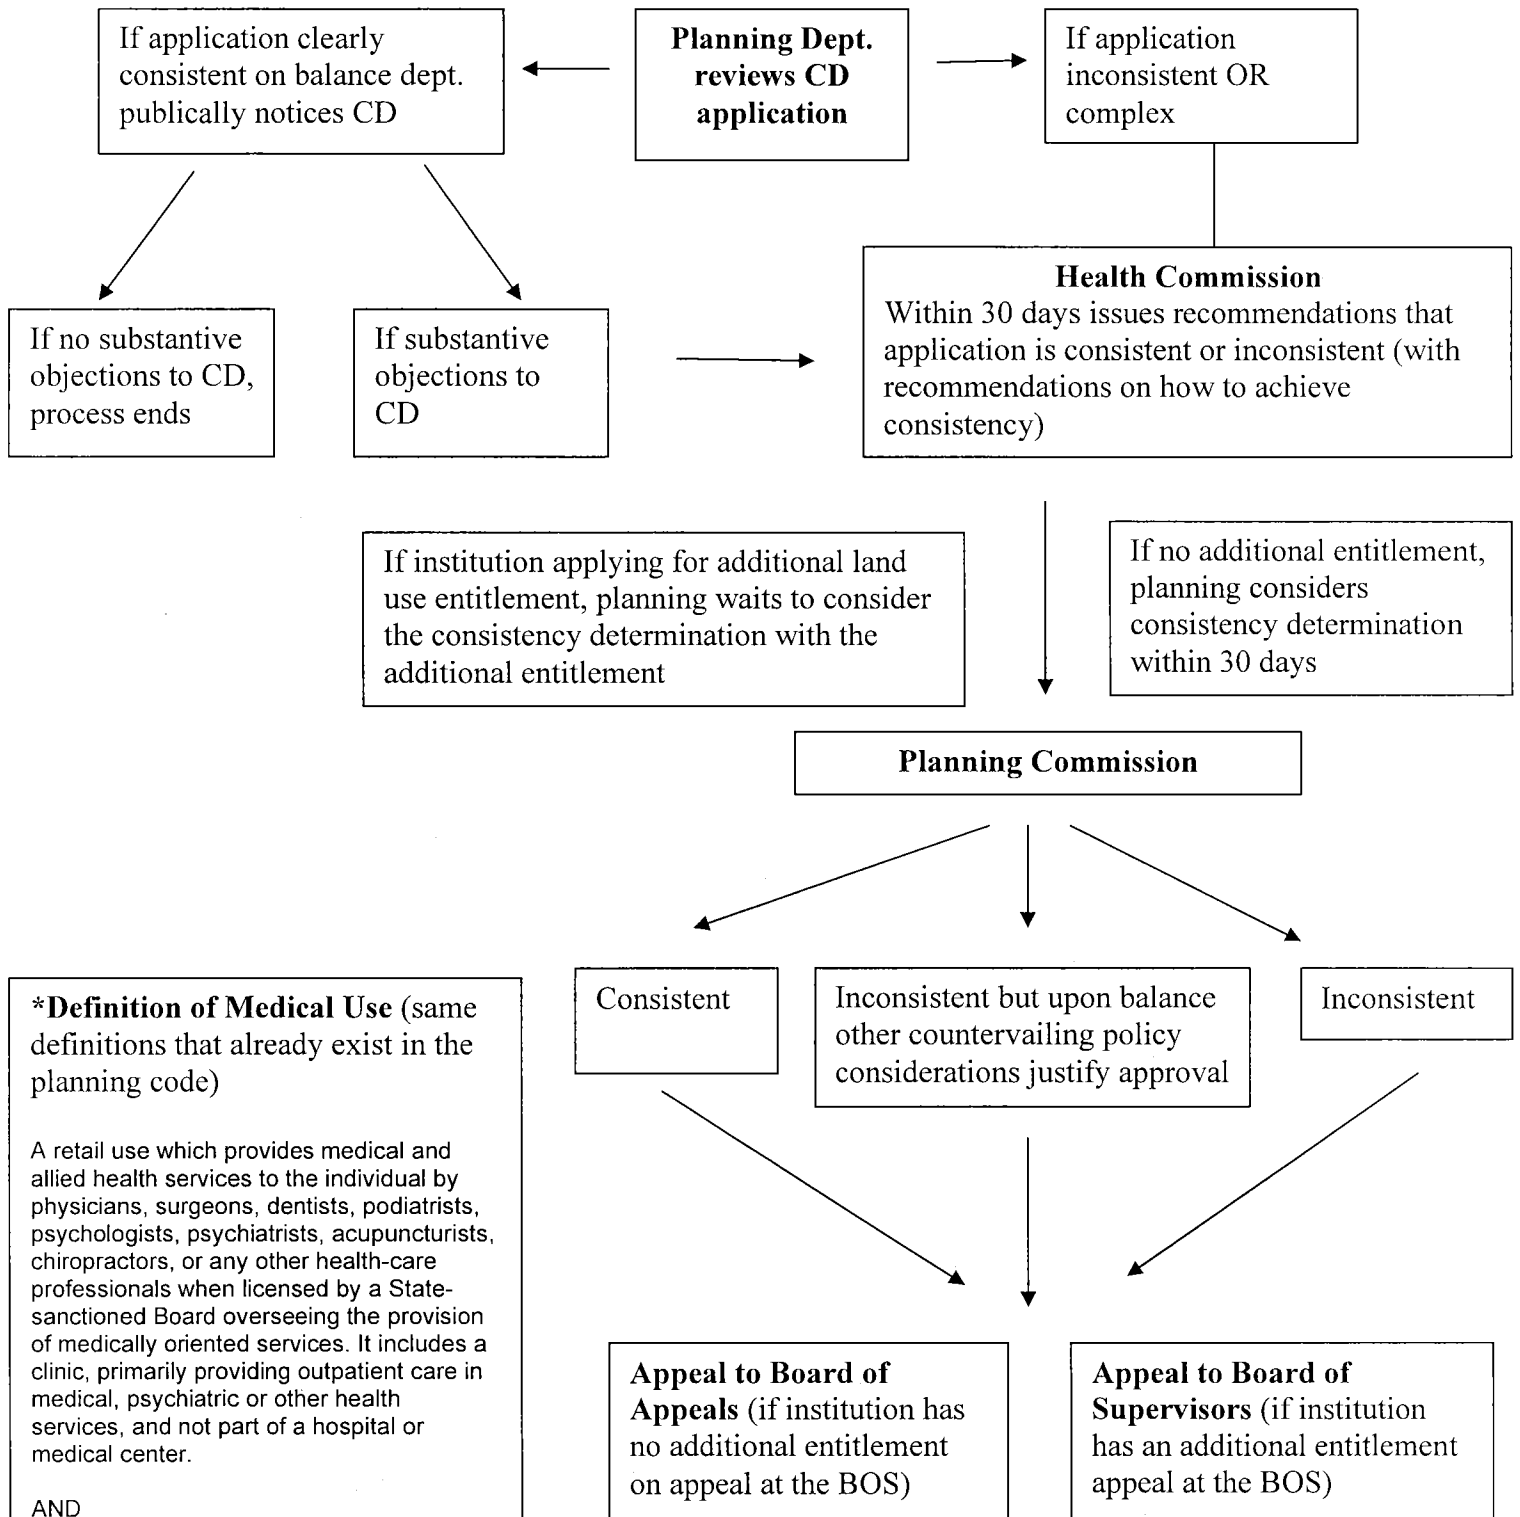 If application clearly
consistent on balance dept.
publically notices CD
Planning Dept.
reviews CD
application
If application
inconsistent OR
complex
If no substantive
objections to CD,
process ends
If substantive
objections to
CD
Health Commission
Within 30 days issues recommendations that
application is consistent or inconsistent (with
recommendations on how to achieve
consistency)
If institution applying for additional land
use entitlement, planning waits to consider
the consistency determination with the
additional entitlement
If no additional entitlement,
planning considers
consistency determination
within 30 days
Planning Commission
Consistent
Inconsistent but upon balance
other countervailing policy
considerations justify approval
Inconsistent
*Definition of Medical Use (same
definitions that already exist in the
planning code)
A retail use which provides medical and
allied health services to the individual by
physicians, surgeons, dentists, podiatrists,
psychologists, psychiatrists, acupuncturists,
chiropractors, or any other health-care
professionals when licensed by a State-
sanctioned Board overseeing the provision
of medically oriented services. It includes a
clinic, primarily providing outpatient care in
medical, psychiatric or other health
services, and not part of a hospital or
medical center.
AND
Appeal to Board of
Appeals (if institution has
no additional entitlement
on appeal at the BOS)
Appeal to Board of
Supervisors (if institution
has an additional entitlement
appeal at the BOS)